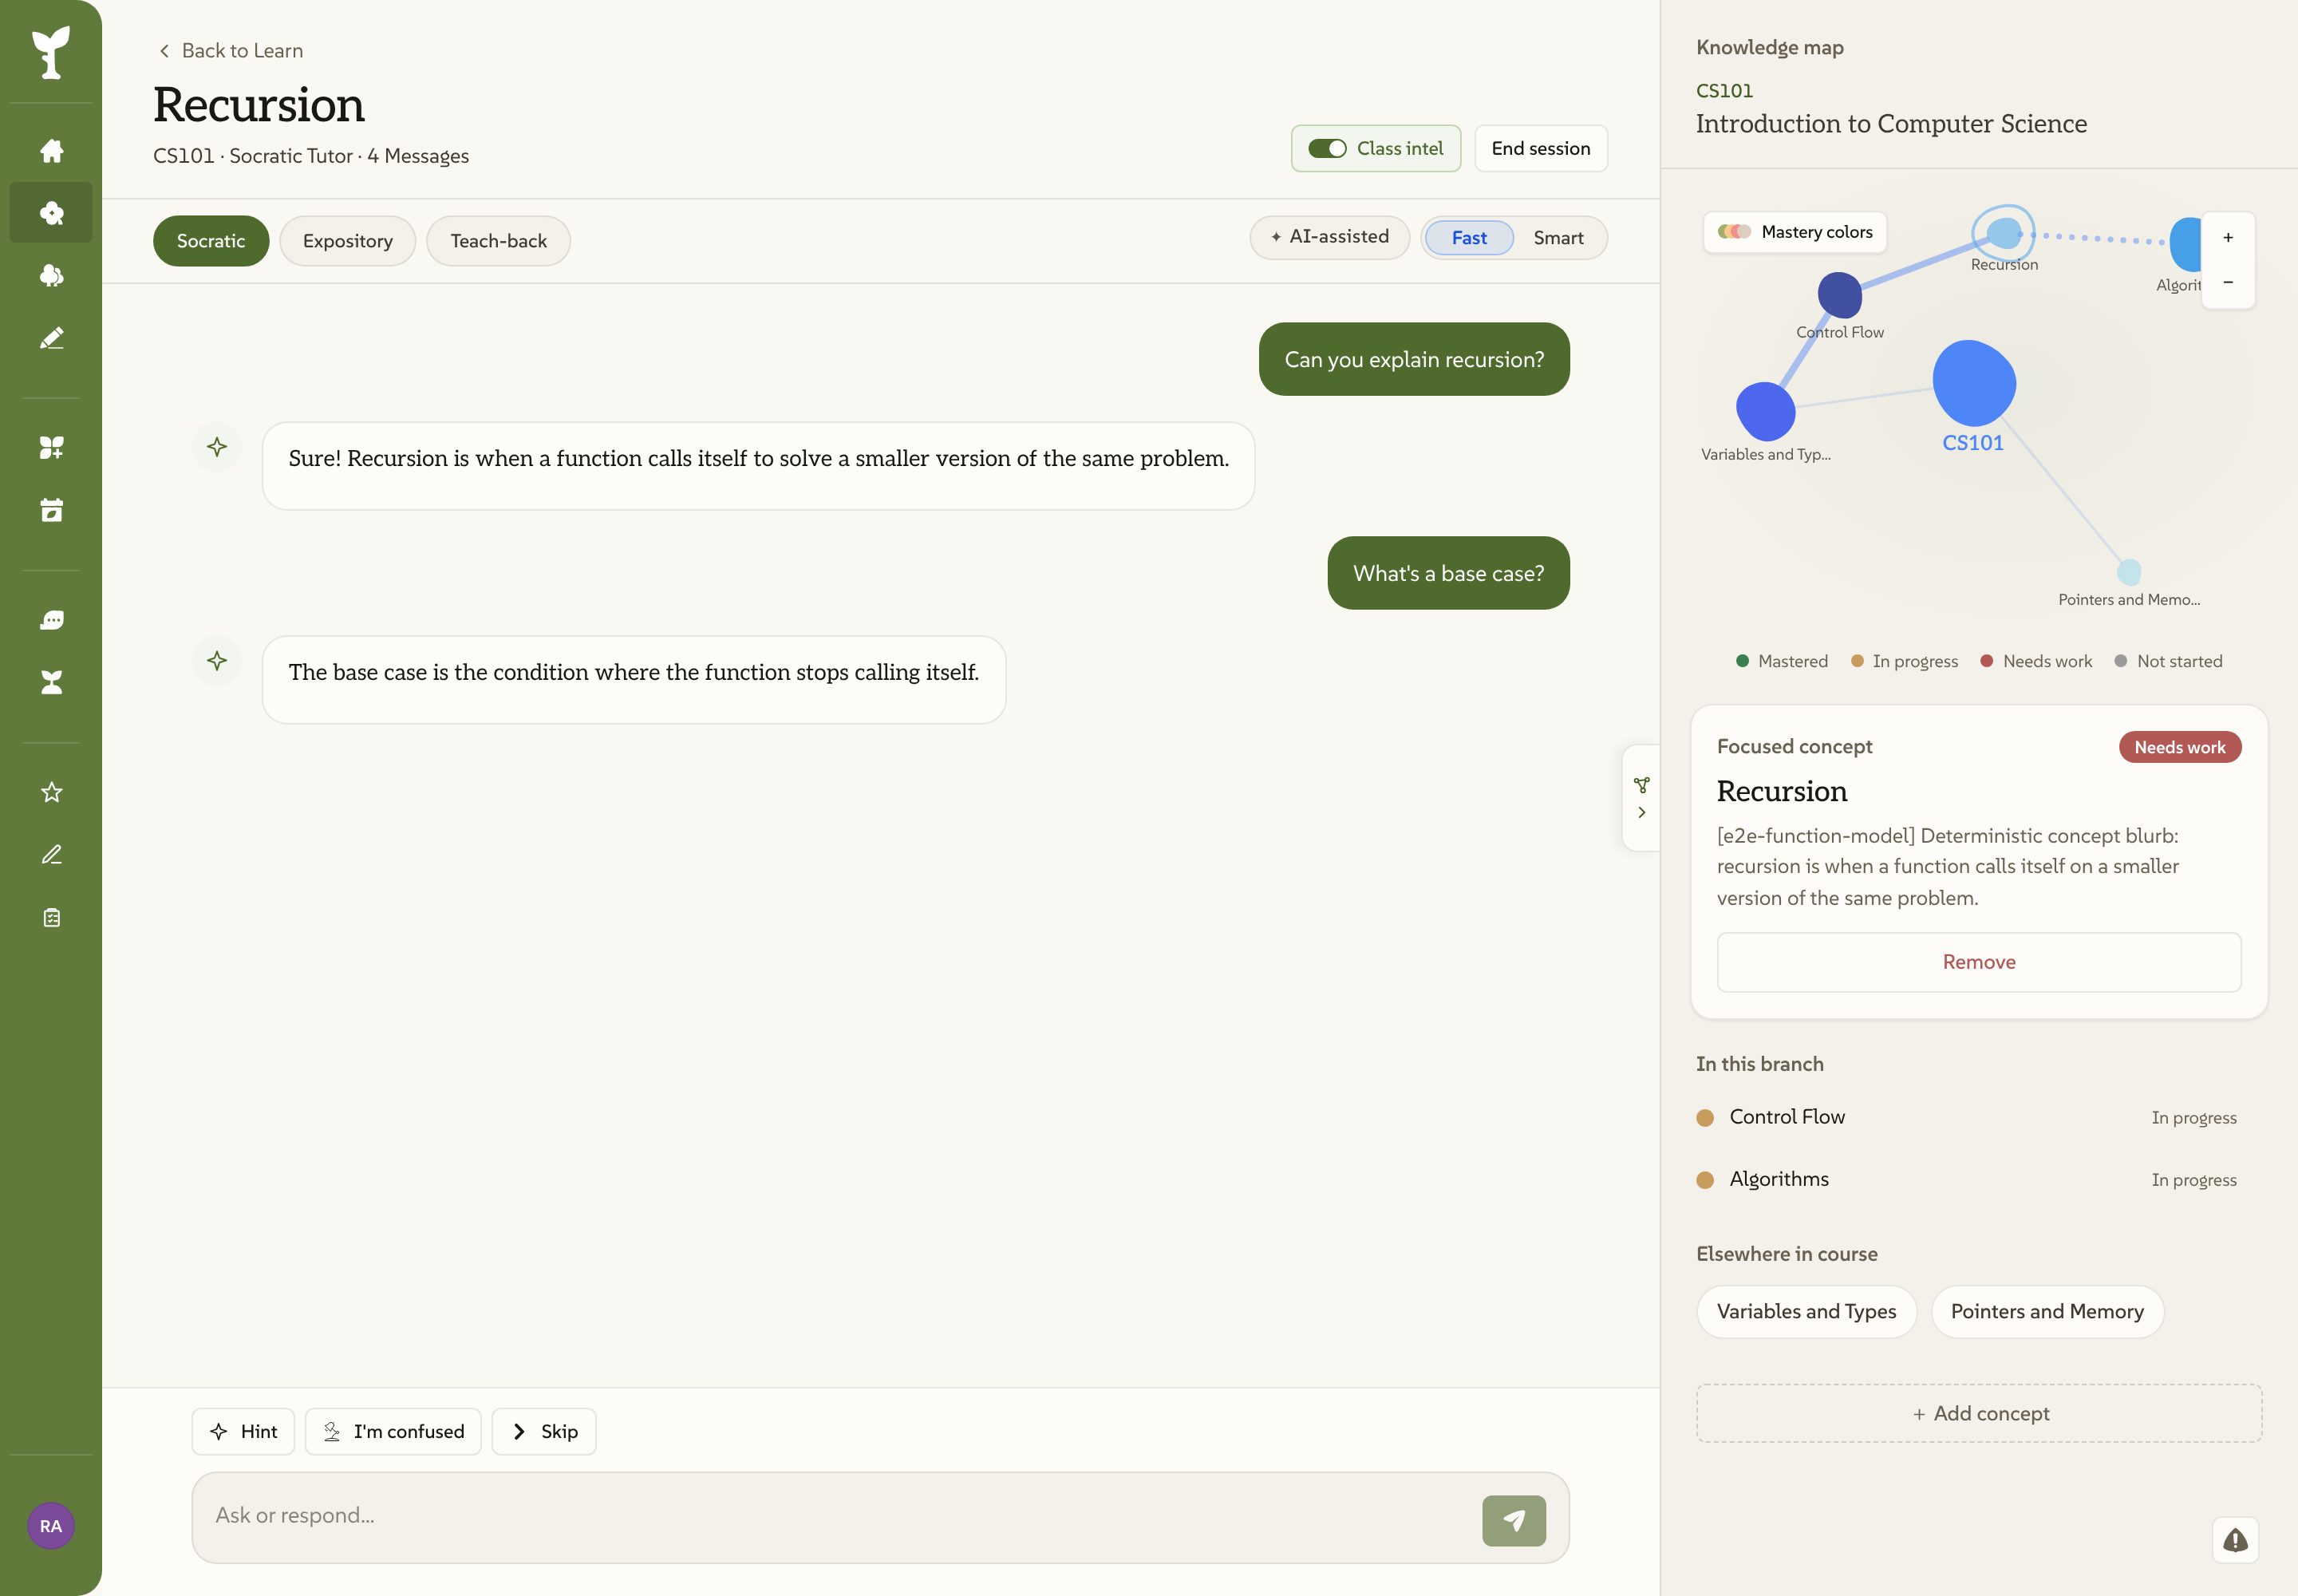 Back to Learn
Recursion
CS101 · Socratic Tutor · 4 Messages
Class intel
End session
Socratic
Expository
Teach-back
AI-assisted
Fast
Smart
Can you explain recursion?
Sure! Recursion is when a function calls itself to solve a smaller version of the same problem.
What's a base case?
The base case is the condition where the function stops calling itself.
Hint
I'm confused
Skip
Ask or respond...
RA
Knowledge map
CS101
Introduction to Computer Science
Mastery colors
+
−
Recursion
Algorit
Control Flow
CS101
Variables and Typ...
Pointers and Memo...
Mastered
In progress
Needs work
Not started
Focused concept
Needs work
Recursion
[e2e-function-model] Deterministic concept blurb:
recursion is when a function calls itself on a smaller
version of the same problem.
Remove
In this branch
Control Flow
In progress
Algorithms
In progress
Elsewhere in course
Variables and Types
Pointers and Memory
+ Add concept